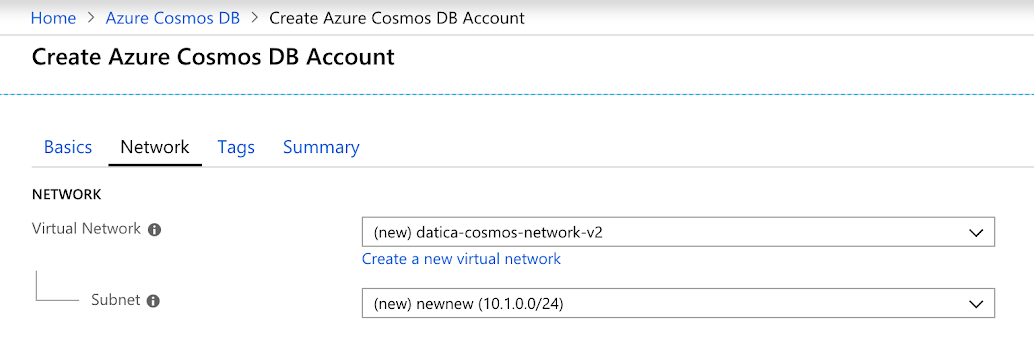 Home > Azure Cosmos DB > Create Azure Cosmos DB Account
Create Azure Cosmos DB Account
Basics Network Tags Summary
NETWORK
Virtual Network
(new) datica-cosmos-network-v2
Create a new virtual network
Subnet
(new) newnew (10.1.0.0/24)